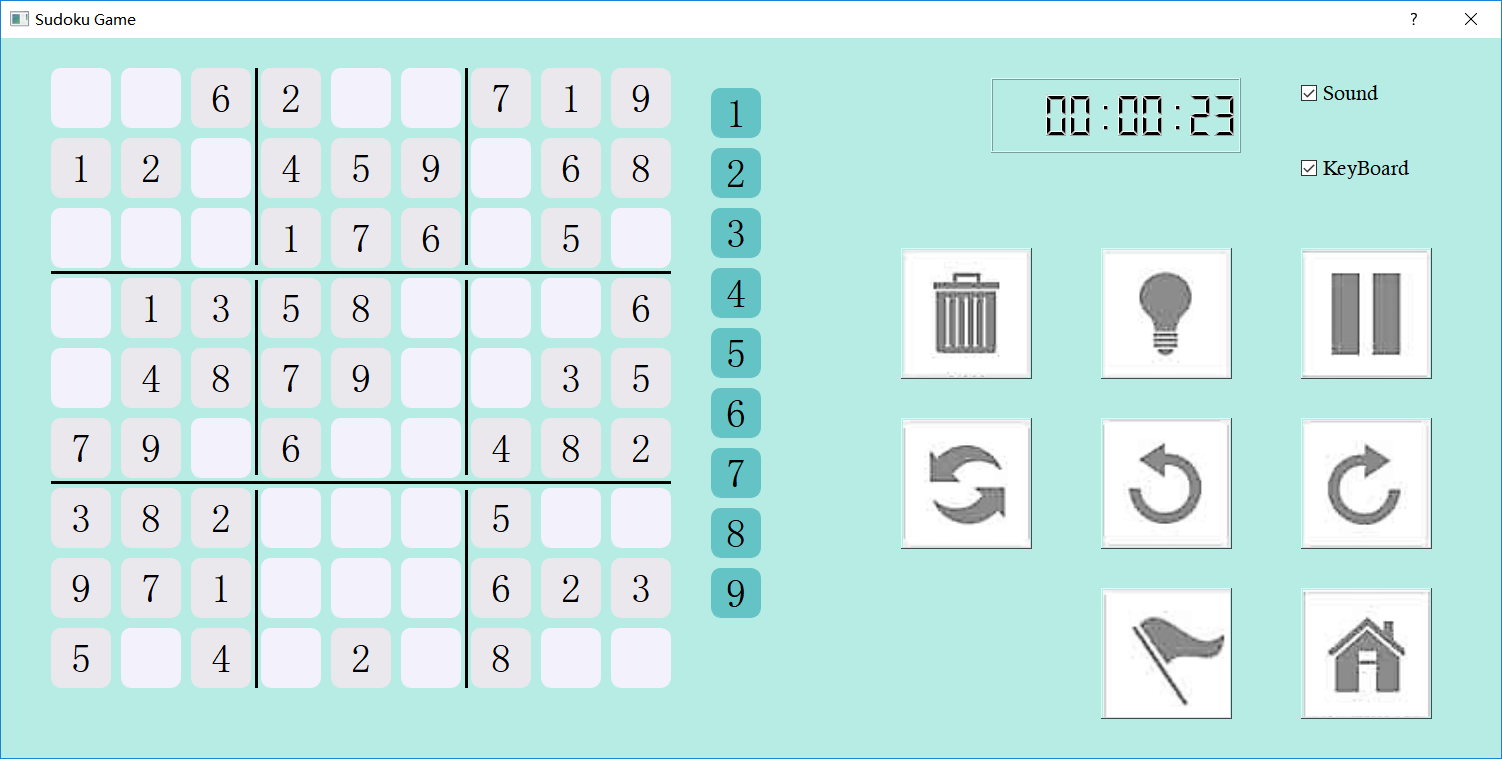 Sudoku Game
00:00:23
Sound
KeyBoard
6 2 7 1 9
1 2 4 5 9 6 8
1 7 6 5
1 3 5 8 6
4 8 7 9 3 5
7 9 6 4 8 2
3 8 2 5
9 7 1 6 2 3
5 4 2 8
1
2
3
4
5
6
7
8
9